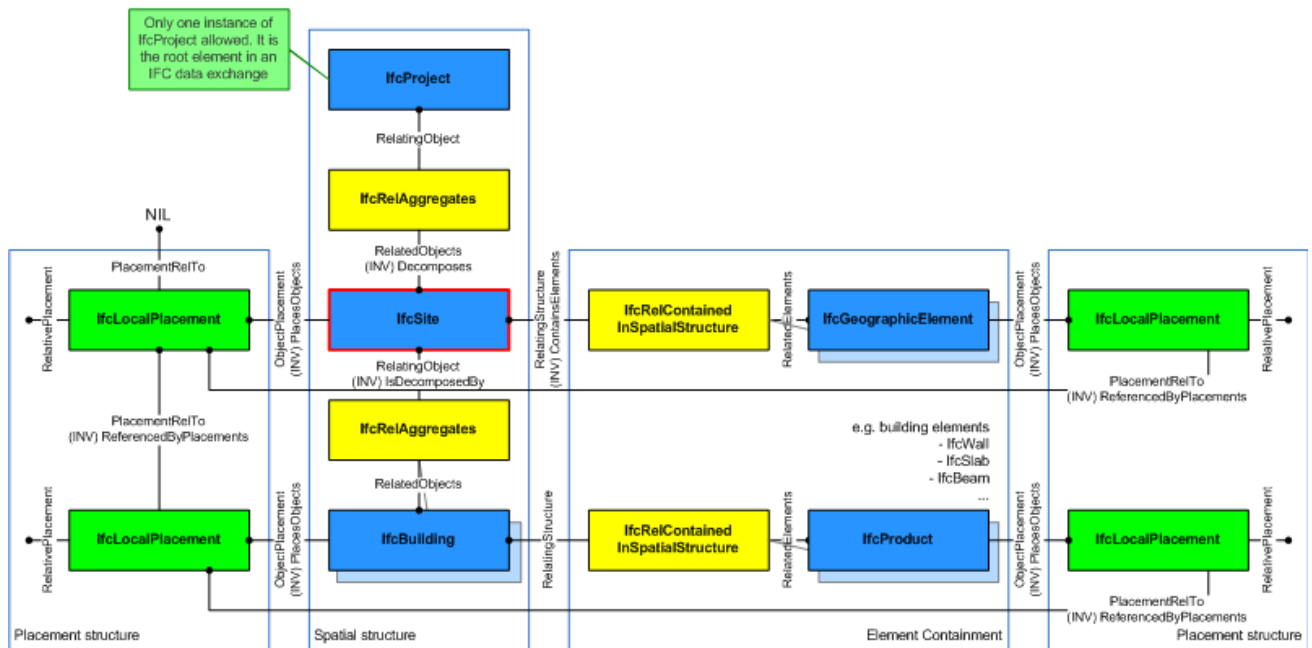 Only one instance of
IfcProject allowed. It is
the root element in an
IFC data exchange
IfcProject
RelatingObject
IfcRelAggregates
NIL
RelatedObjects
(INV) Decomposes
PlacementRelTo
RelativePlacement
IfcLocalPlacement
ObjectPlacement
(INV) PlacesObjects
IfcSite
RelatingStructure
(INV) ContainsElements
IfcRelContained
InSpatialStructure
RelatedElements
IfcGeographicElement
ObjectPlacement
(INV) PlacesObjects
IfcLocalPlacement
RelativePlacement
RelatingObject
(INV) IsDecomposedBy
PlacementRelTo
(INV) ReferencedByPlacements
PlacementRelTo
(INV) ReferencedByPlacements
IfcRelAggregates
e.g. building elements
- IfcWall
- IfcSlab
- IfcBeam
...
RelatedObjects
RelativePlacement
IfcLocalPlacement
ObjectPlacement
(INV) PlacesObjects
IfcBuilding
RelatingStructure
IfcRelContained
InSpatialStructure
RelatedElements
IfcProduct
ObjectPlacement
(INV) PlacesObjects
IfcLocalPlacement
RelativePlacement
PlacementRelTo
(INV) ReferencedByPlacements
Placement structure
Spatial structure
Element Containment
Placement structure